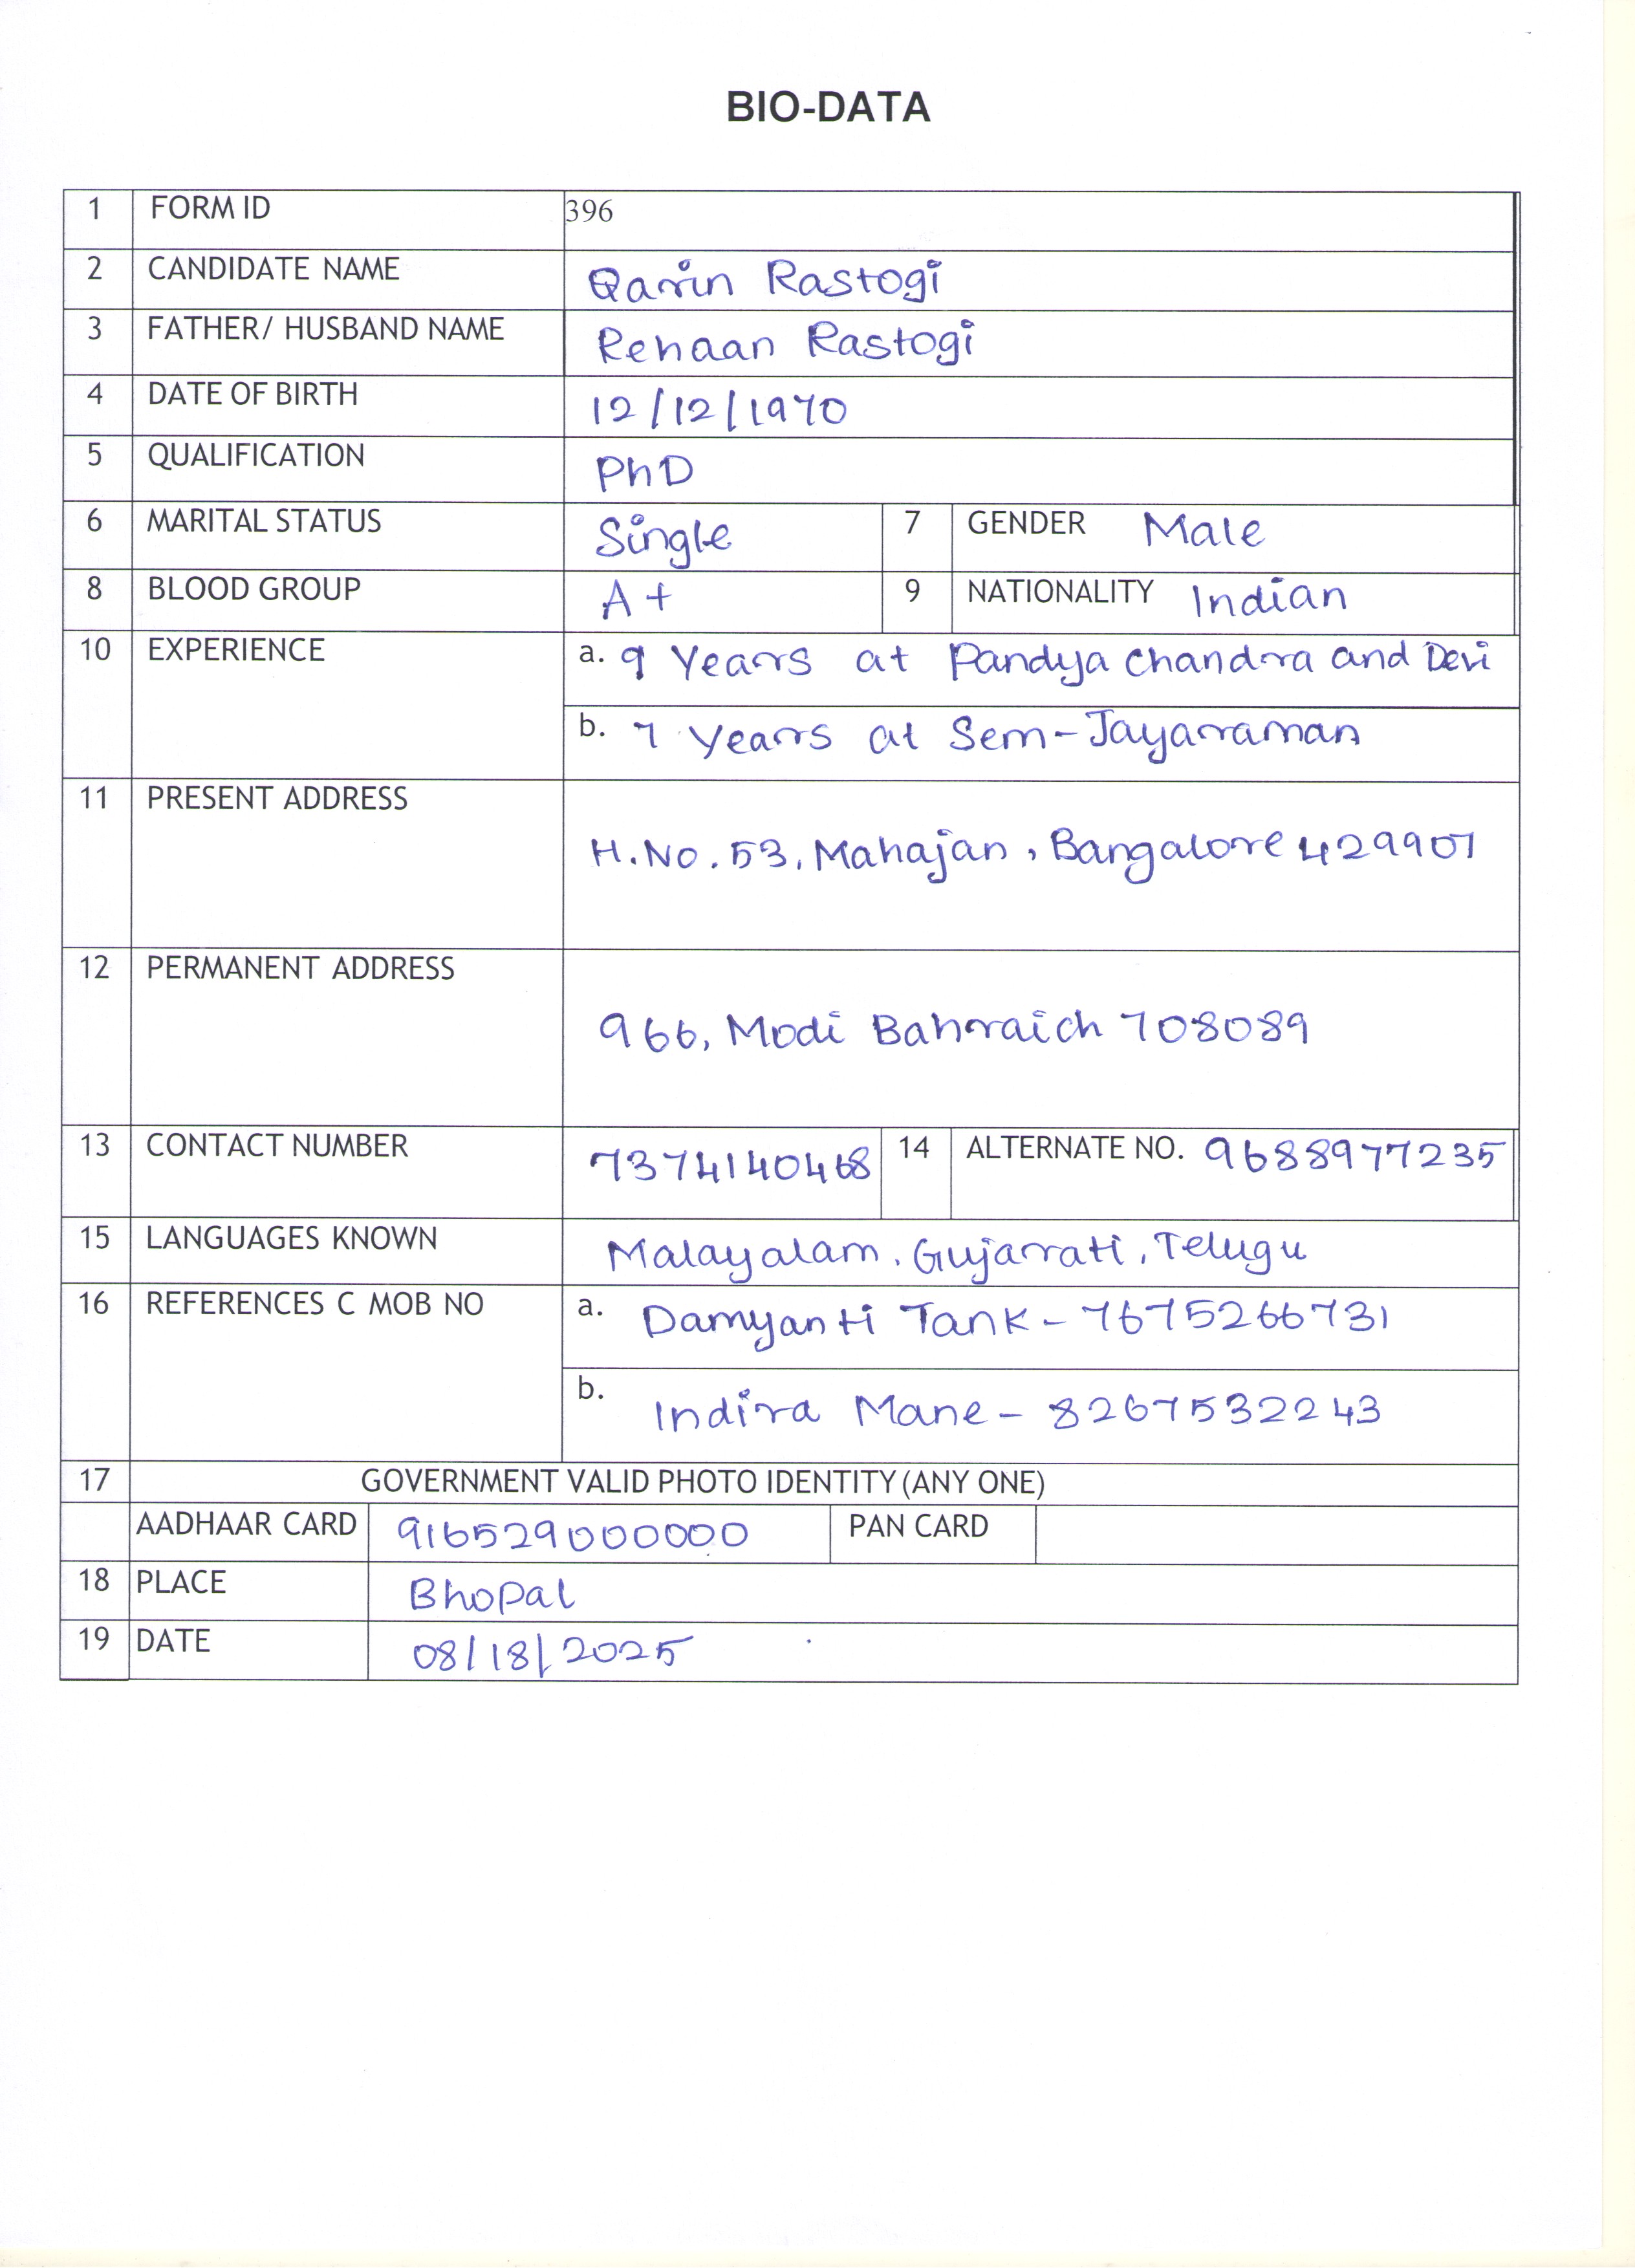 BIO-DATA
1 FORM ID 396
2 CANDIDATE NAME Qarin Rastogi
3 FATHER/ HUSBAND NAME Rehaan Rastogi
4 DATE OF BIRTH 12/12/1970
5 QUALIFICATION PhD
6 MARITAL STATUS Single 7 GENDER Male
8 BLOOD GROUP A+ 9 NATIONALITY Indian
10 EXPERIENCE a. 9 Years at Pandya Chandra and Devi
b. 7 Years at Sem-Jayaraman
11 PRESENT ADDRESS
H.No.53, Mahajan, Bangalore 429907
12 PERMANENT ADDRESS
966, Modi Bahraich 708089
13 CONTACT NUMBER 7374140468 14 ALTERNATE NO. 9688977235
15 LANGUAGES KNOWN Malayalam, Gujarati, Telugu
16 REFERENCES C MOB NO a. Damyanti Tank - 7675266731
b. Indira Mane - 8267532243
17 GOVERNMENT VALID PHOTO IDENTITY (ANY ONE)
AADHAAR CARD 916529000000 PAN CARD
18 PLACE Bhopal
19 DATE 08/18/2025